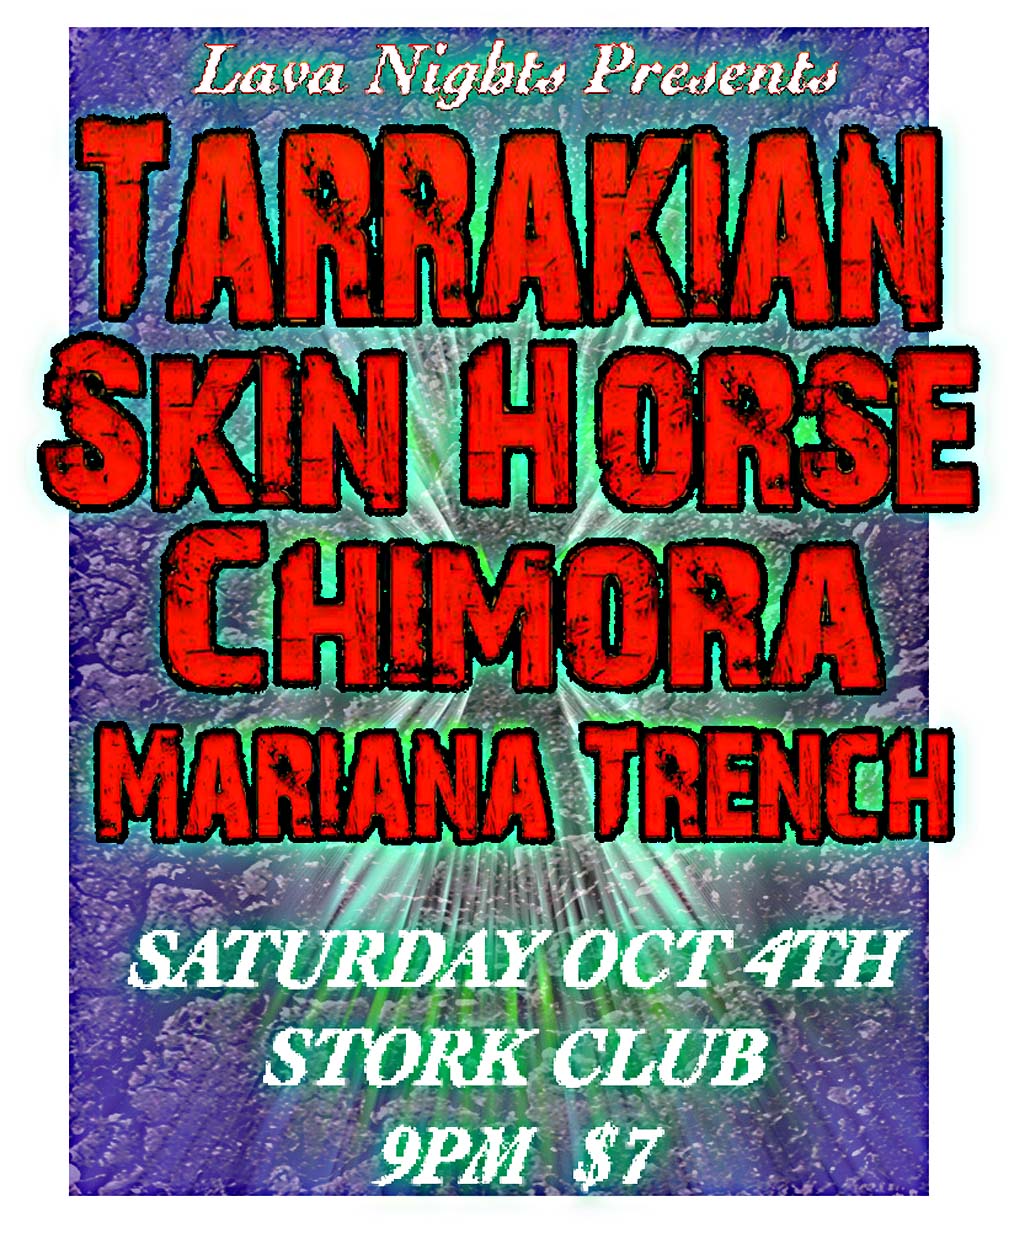 Lava Nights Presents
TARRAKIAN
SKIN HORSE
CHIMORA
MARIANA TRENCH
SATURDAY OCT 4TH
STORK CLUB
9PM $7